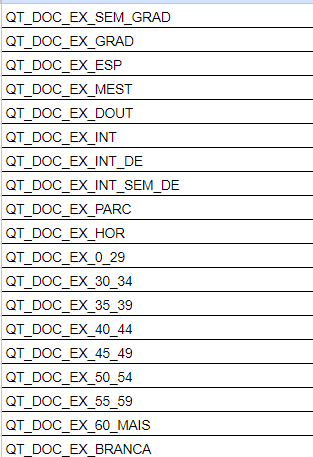 QT_DOC_EX_SEM_GRAD
QT_DOC_EX_GRAD
QT_DOC_EX_ESP
QT_DOC_EX_MEST
QT_DOC_EX_DOUT
QT_DOC_EX_INT
QT_DOC_EX_INT_DE
QT_DOC_EX_INT_SEM_DE
QT_DOC_EX_PARC
QT_DOC_EX_HOR
QT_DOC_EX_0_29
QT_DOC_EX_30_34
QT_DOC_EX_35_39
QT_DOC_EX_40_44
QT_DOC_EX_45_49
QT_DOC_EX_50_54
QT_DOC_EX_55_59
QT_DOC_EX_60_MAIS
QT_DOC_EX_BRANCA